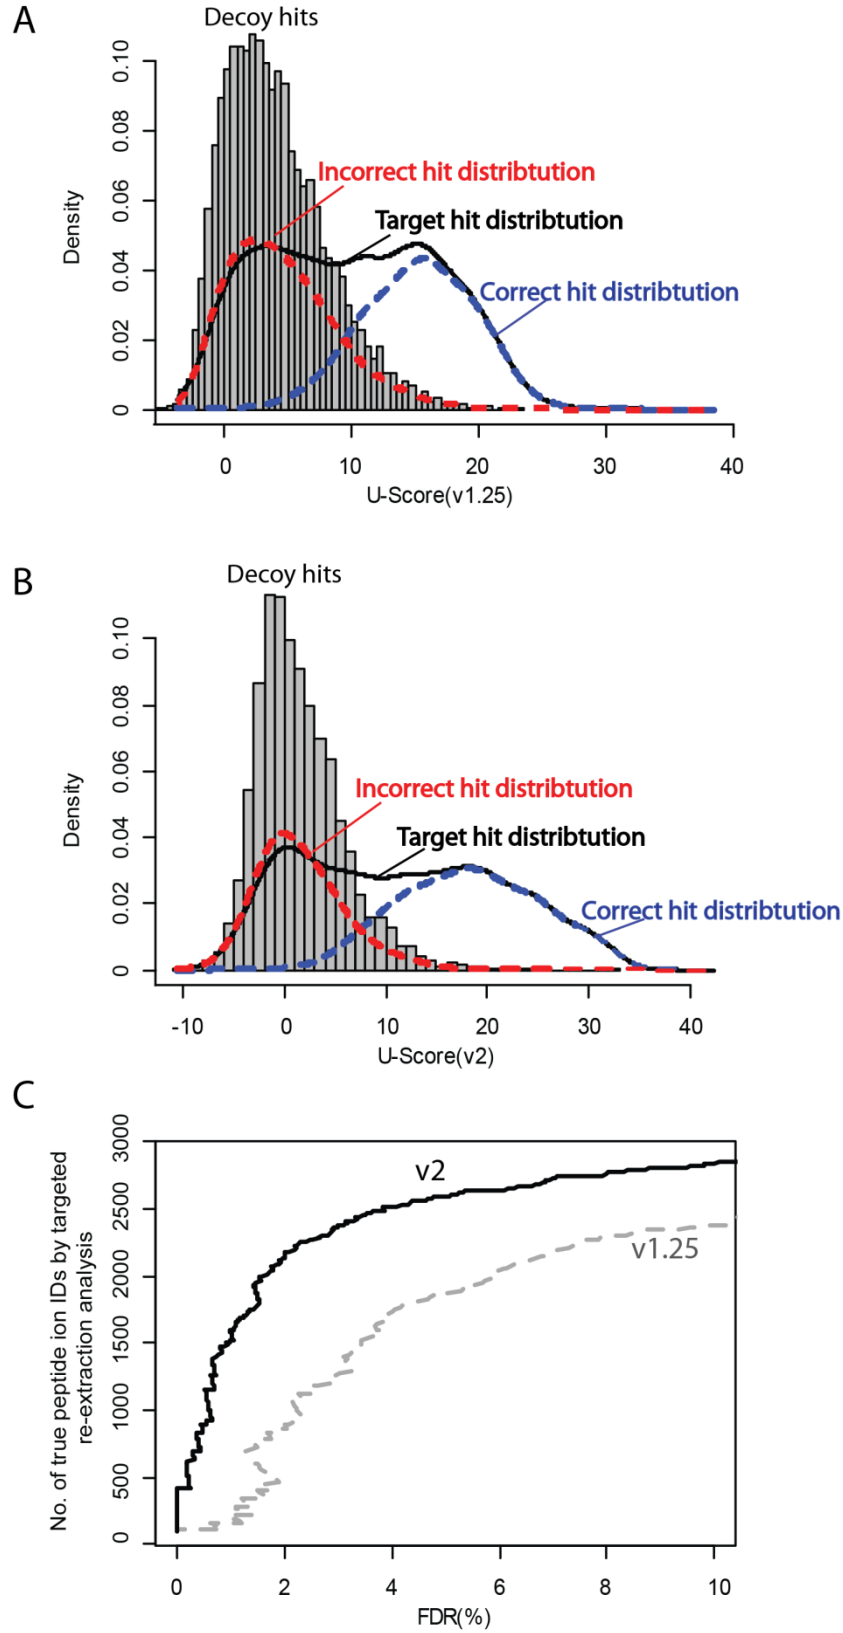 A
Decoy hits
0.10
0.08
0.06
0.04
0.02
0
Density
Incorrect hit distribtution
Target hit distribtution
Correct hit distribtution
0 10 20 30 40
U-Score(v1.25)
B
Decoy hits
0.10
0.08
0.06
0.04
0.02
0
Density
Incorrect hit distribtution
Target hit distribtution
Correct hit distribtution
-10 0 10 20 30 40
U-Score(v2)
C
3000
2500
2000
1500
1000
500
0
No. of true peptide ion IDs by targeted
re-extraction analysis
v2
v1.25
0 2 4 6 8 10
FDR(%)